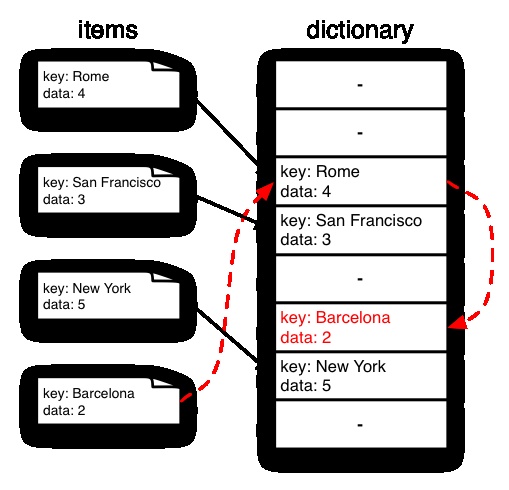 items
key: Rome
data: 4
key: San Francisco
data: 3
key: New York
data: 5
key: Barcelona
data: 2
dictionary
-
-
key: Rome
data: 4
key: San Francisco
data: 3
-
key: Barcelona
data: 2
key: New York
data: 5
-